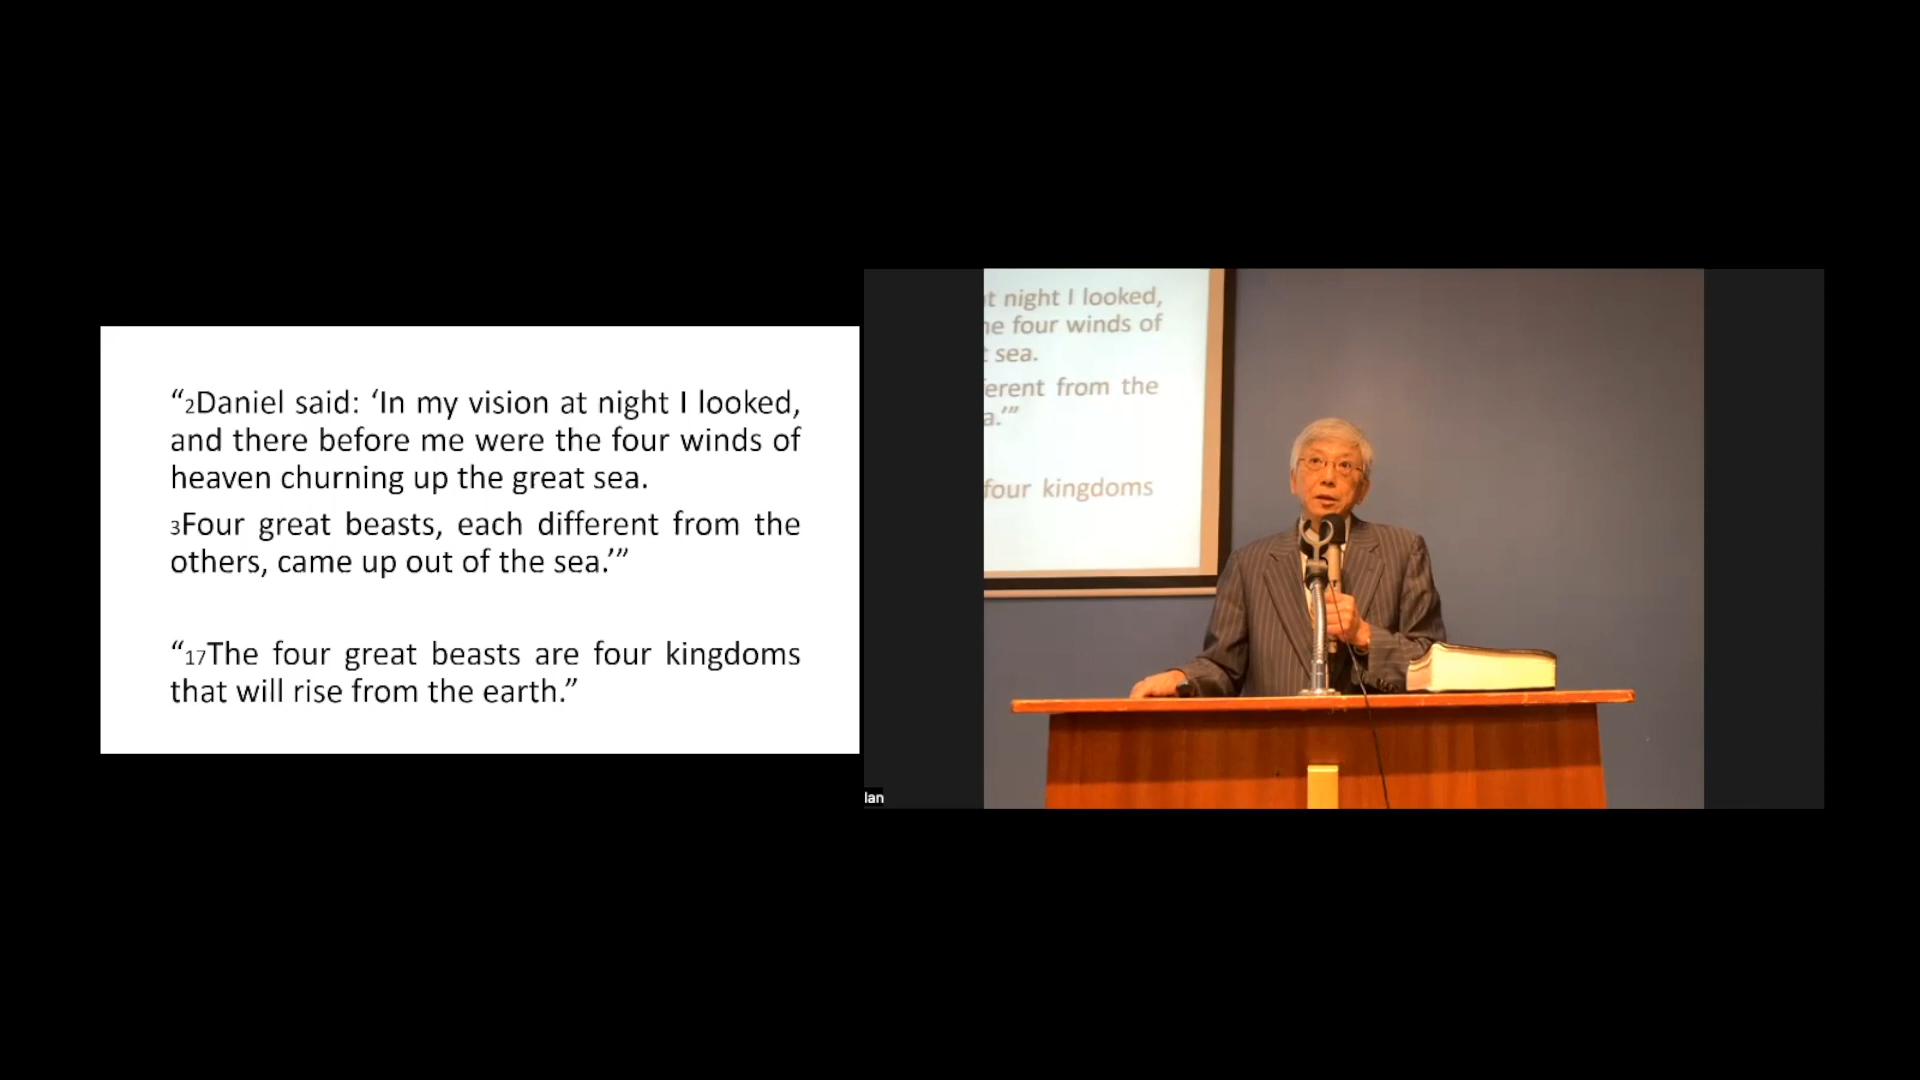 “2Daniel said: ‘In my vision at night I looked,
and there before me were the four winds of
heaven churning up the great sea.
3Four great beasts, each different from the
others, came up out of the sea.’”
“17The four great beasts are four kingdoms
that will rise from the earth.”
t night I looked,
he four winds of
t sea.
erent from the
a.’”
four kingdoms
lan